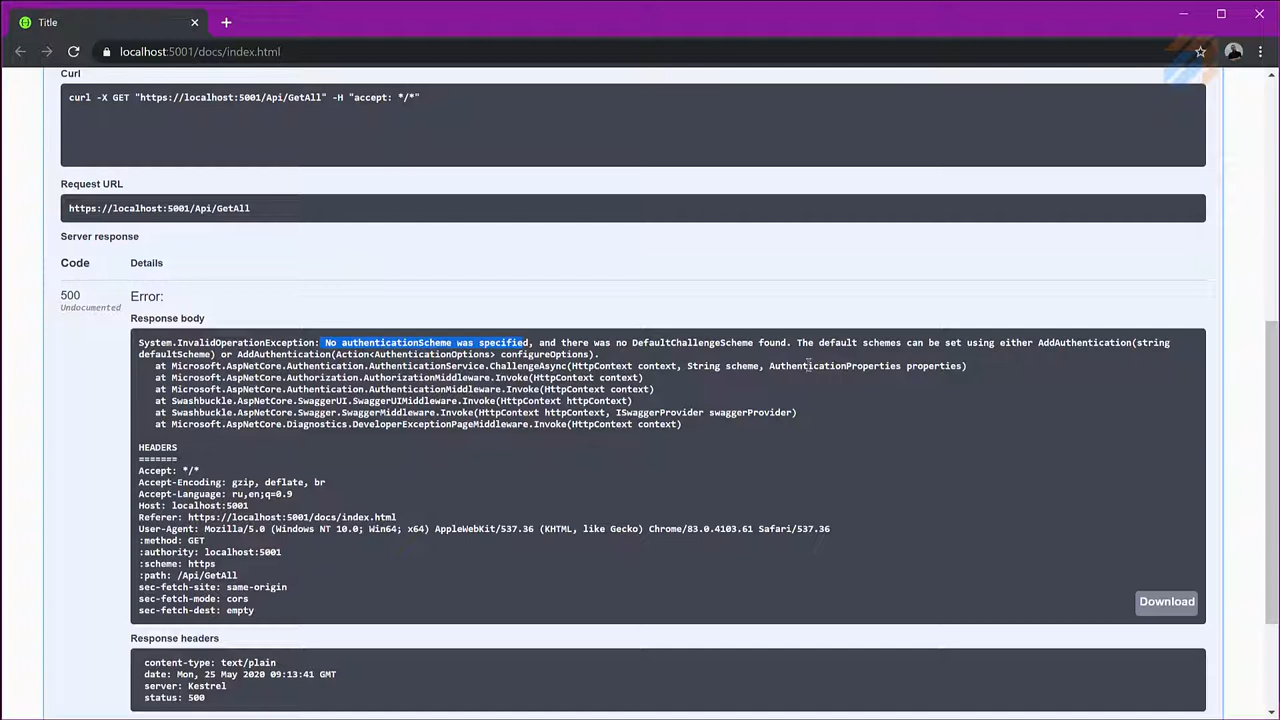 Title
localhost:5001/docs/index.html
Curl
curl -X GET "https://localhost:5001/Api/GetAll" -H "accept: */*"
Request URL
https://localhost:5001/Api/GetAll
Server response
Code Details
500 Error:
Undocumented
Response body
System.InvalidOperationException: No authenticationScheme was specified, and there was no DefaultChallengeScheme found. The default schemes can be set using either AddAuthentication(string
defaultScheme) or AddAuthentication(Action<AuthenticationOptions> configureOptions).
at Microsoft.AspNetCore.Authentication.AuthenticationService.ChallengeAsync(HttpContext context, String scheme, AuthenticationProperties properties)
at Microsoft.AspNetCore.Authorization.AuthorizationMiddleware.Invoke(HttpContext context)
at Microsoft.AspNetCore.Authentication.AuthenticationMiddleware.Invoke(HttpContext context)
at Swashbuckle.AspNetCore.SwaggerUI.SwaggerUIMiddleware.Invoke(HttpContext httpContext)
at Swashbuckle.AspNetCore.Swagger.SwaggerMiddleware.Invoke(HttpContext httpContext, ISwaggerProvider swaggerProvider)
at Microsoft.AspNetCore.Diagnostics.DeveloperExceptionPageMiddleware.Invoke(HttpContext context)
HEADERS
=======
Accept: */*
Accept-Encoding: gzip, deflate, br
Accept-Language: ru,en;q=0.9
Host: localhost:5001
Referer: https://localhost:5001/docs/index.html
User-Agent: Mozilla/5.0 (Windows NT 10.0; Win64; x64) AppleWebKit/537.36 (KHTML, like Gecko) Chrome/83.0.4103.61 Safari/537.36
:method: GET
:authority: localhost:5001
:scheme: https
:path: /Api/GetAll
sec-fetch-site: same-origin
sec-fetch-mode: cors
sec-fetch-dest: empty
Download
Response headers
content-type: text/plain
date: Mon, 25 May 2020 09:13:41 GMT
server: Kestrel
status: 500